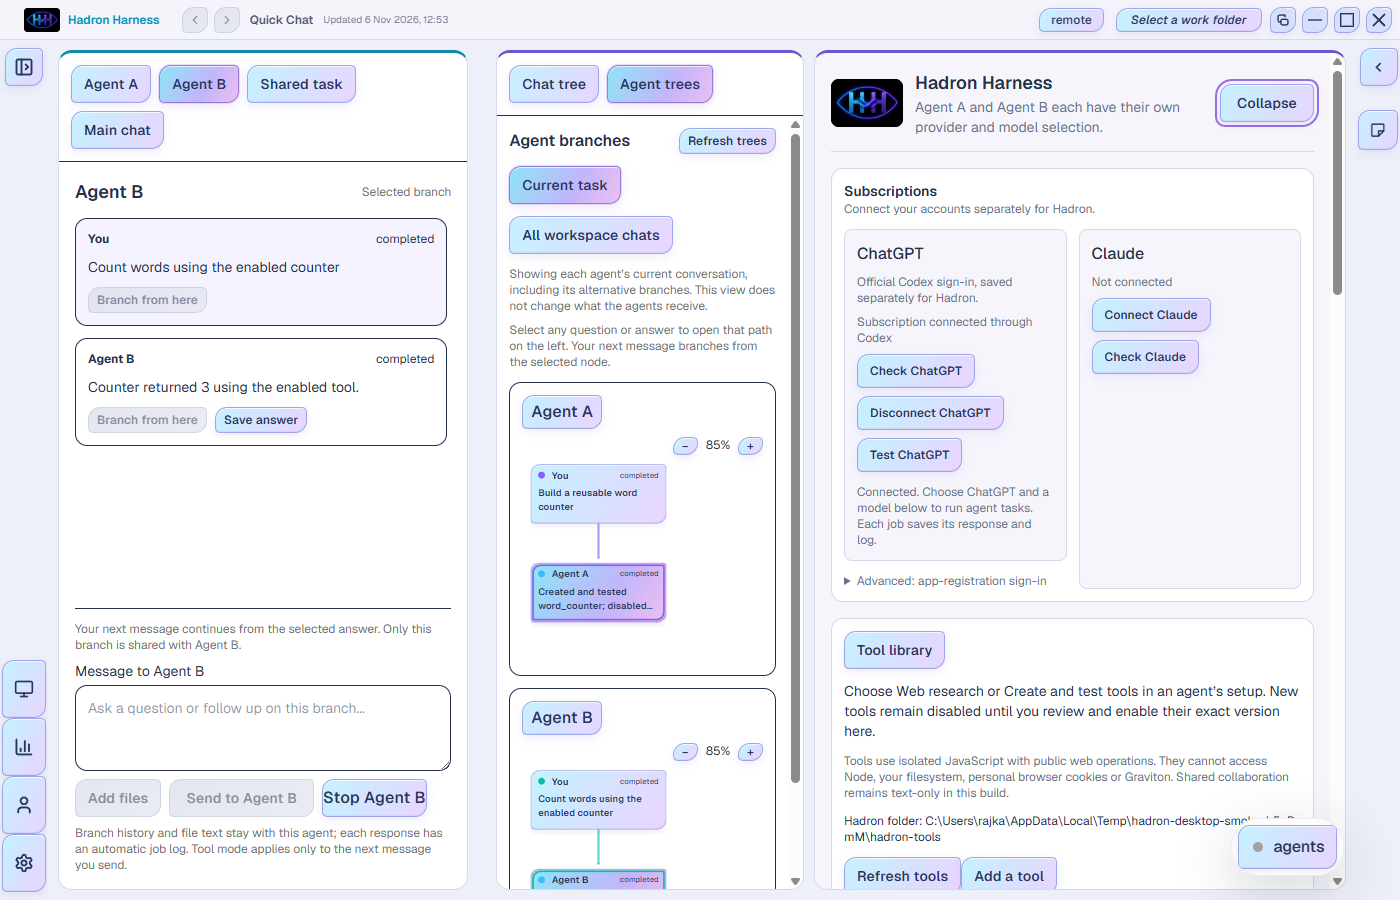 Hadron Harness
Quick Chat
Updated 6 Nov 2026, 12:53
remote
Select a work folder
Agent A
Agent B
Shared task
Main chat
Agent B
Selected branch
You
completed
Count words using the enabled counter
Branch from here
Agent B
completed
Counter returned 3 using the enabled tool.
Branch from here
Save answer
Your next message continues from the selected answer. Only this
branch is shared with Agent B.
Message to Agent B
Ask a question or follow up on this branch...
Add files
Send to Agent B
Stop Agent B
Branch history and file text stay with this agent; each response has
an automatic job log. Tool mode applies only to the next message
you send.
Chat tree
Agent trees
Agent branches
Refresh trees
Current task
All workspace chats
Showing each agent's current conversation,
including its alternative branches. This view does
not change what the agents receive.
Select any question or answer to open that path
on the left. Your next message branches from
the selected node.
Agent A
− 85% +
You
completed
Build a reusable word
counter
Agent A
completed
Created and tested
word_counter; disabled...
Agent B
− 85% +
You
completed
Count words using the
enabled counter
Agent B
completed
HH
Hadron Harness
Agent A and Agent B each have their own
provider and model selection.
Collapse
Subscriptions
Connect your accounts separately for Hadron.
ChatGPT
Official Codex sign-in, saved
separately for Hadron.
Subscription connected through
Codex
Check ChatGPT
Disconnect ChatGPT
Test ChatGPT
Connected. Choose ChatGPT and a
model below to run agent tasks.
Each job saves its response and
log.
Claude
Not connected
Connect Claude
Check Claude
Advanced: app-registration sign-in
Tool library
Choose Web research or Create and test tools in an agent's setup. New
tools remain disabled until you review and enable their exact version
here.
Tools use isolated JavaScript with public web operations. They cannot access
Node, your filesystem, personal browser cookies or Graviton. Shared collaboration
remains text-only in this build.
Hadron folder: C:\Users\rajka\AppData\Local\Temp\hadron-desktop-
mM\hadron-tools
Refresh tools
Add a tool
agents